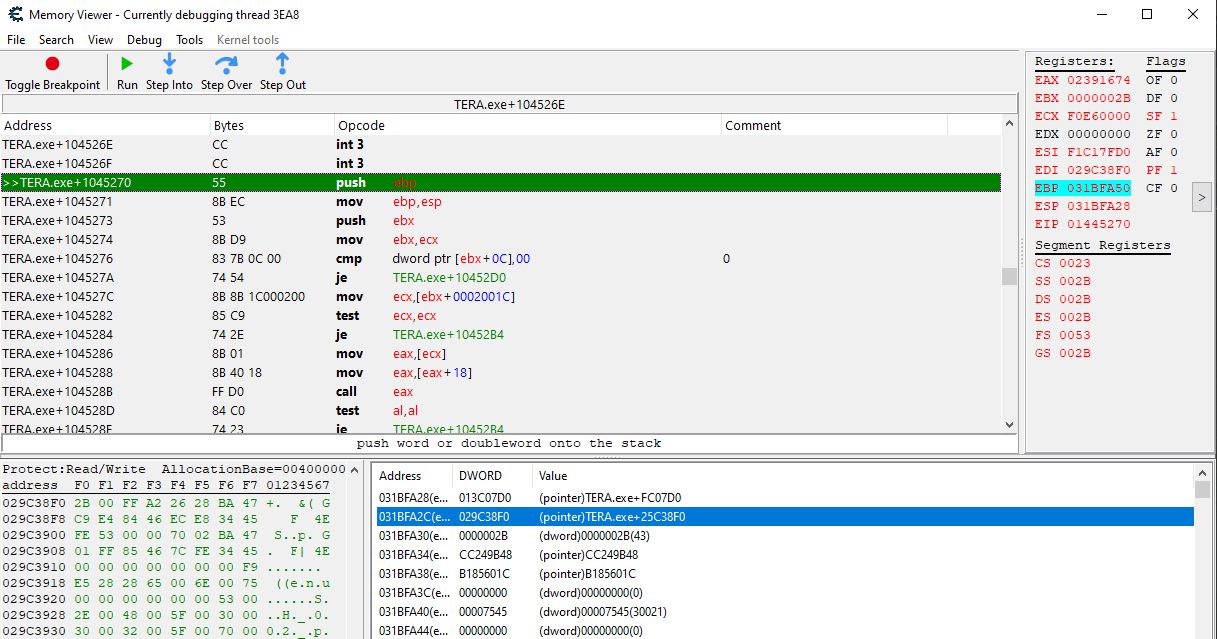 Memory Viewer - Currently debugging thread 3EA8
File Search View Debug Tools Kernel tools
Toggle Breakpoint Run Step Into Step Over Step Out
TERA.exe+104526E
Address Bytes Opcode Comment
TERA.exe+104526E CC int 3
TERA.exe+104526F CC int 3
>>TERA.exe+1045270 55 push ebp
TERA.exe+1045271 8B EC mov ebp,esp
TERA.exe+1045273 53 push ebx
TERA.exe+1045274 8B D9 mov ebx,ecx
TERA.exe+1045276 83 7B 0C 00 cmp dword ptr [ebx+0C],00 0
TERA.exe+104527A 74 54 je TERA.exe+10452D0
TERA.exe+104527C 8B 8B 1C000200 mov ecx,[ebx+0002001C]
TERA.exe+1045282 85 C9 test ecx,ecx
TERA.exe+1045284 74 2E je TERA.exe+10452B4
TERA.exe+1045286 8B 01 mov eax,[ecx]
TERA.exe+1045288 8B 40 18 mov eax,[eax+18]
TERA.exe+104528B FF D0 call eax
TERA.exe+104528D 84 C0 test al,al
TERA.exe+104528F 74 23 je TERA.exe+10452B4
push word or doubleword onto the stack
Registers: Flags
EAX 02391674 OF 0
EBX 0000002B DF 0
ECX F0E60000 SF 1
EDX 00000000 ZF 0
ESI F1C17FD0 AF 0
EDI 029C38F0 PF 1
EBP 031BFA50 CF 0
ESP 031BFA28
EIP 01445270
>
Segment Registers
CS 0023
SS 002B
DS 002B
ES 002B
FS 0053
GS 002B
Protect:Read/Write AllocationBase=00400000
address F0 F1 F2 F3 F4 F5 F6 F7 01234567
029C38F0 2B 00 FF A2 26 28 BA 47 +. &( G
029C38F8 C9 E4 84 46 EC E8 34 45 F 4E
029C3900 FE 53 00 00 70 02 BA 47 S..p. G
029C3908 01 FF 85 46 7C FE 34 45 . F| 4E
029C3910 00 00 00 00 00 00 00 F9 .......
029C3918 E5 28 28 65 00 6E 00 75 ((e.n.u
029C3920 00 00 00 00 00 00 53 00 ......S.
029C3928 2E 00 48 00 5F 00 30 00 ..H._.0.
029C3930 30 00 32 00 5F 00 70 00 0.2._.p.
Address DWORD Value
031BFA28(e... 013C07D0 (pointer)TERA.exe+FC07D0
031BFA2C(e... 029C38F0 (pointer)TERA.exe+25C38F0
031BFA30(e... 0000002B (dword)0000002B(43)
031BFA34(e... CC249B48 (pointer)CC249B48
031BFA38(e... B185601C (pointer)B185601C
031BFA3C(e... 00000000 (dword)00000000(0)
031BFA40(e... 00007545 (dword)00007545(30021)
031BFA44(e... 00000000 (dword)00000000(0)